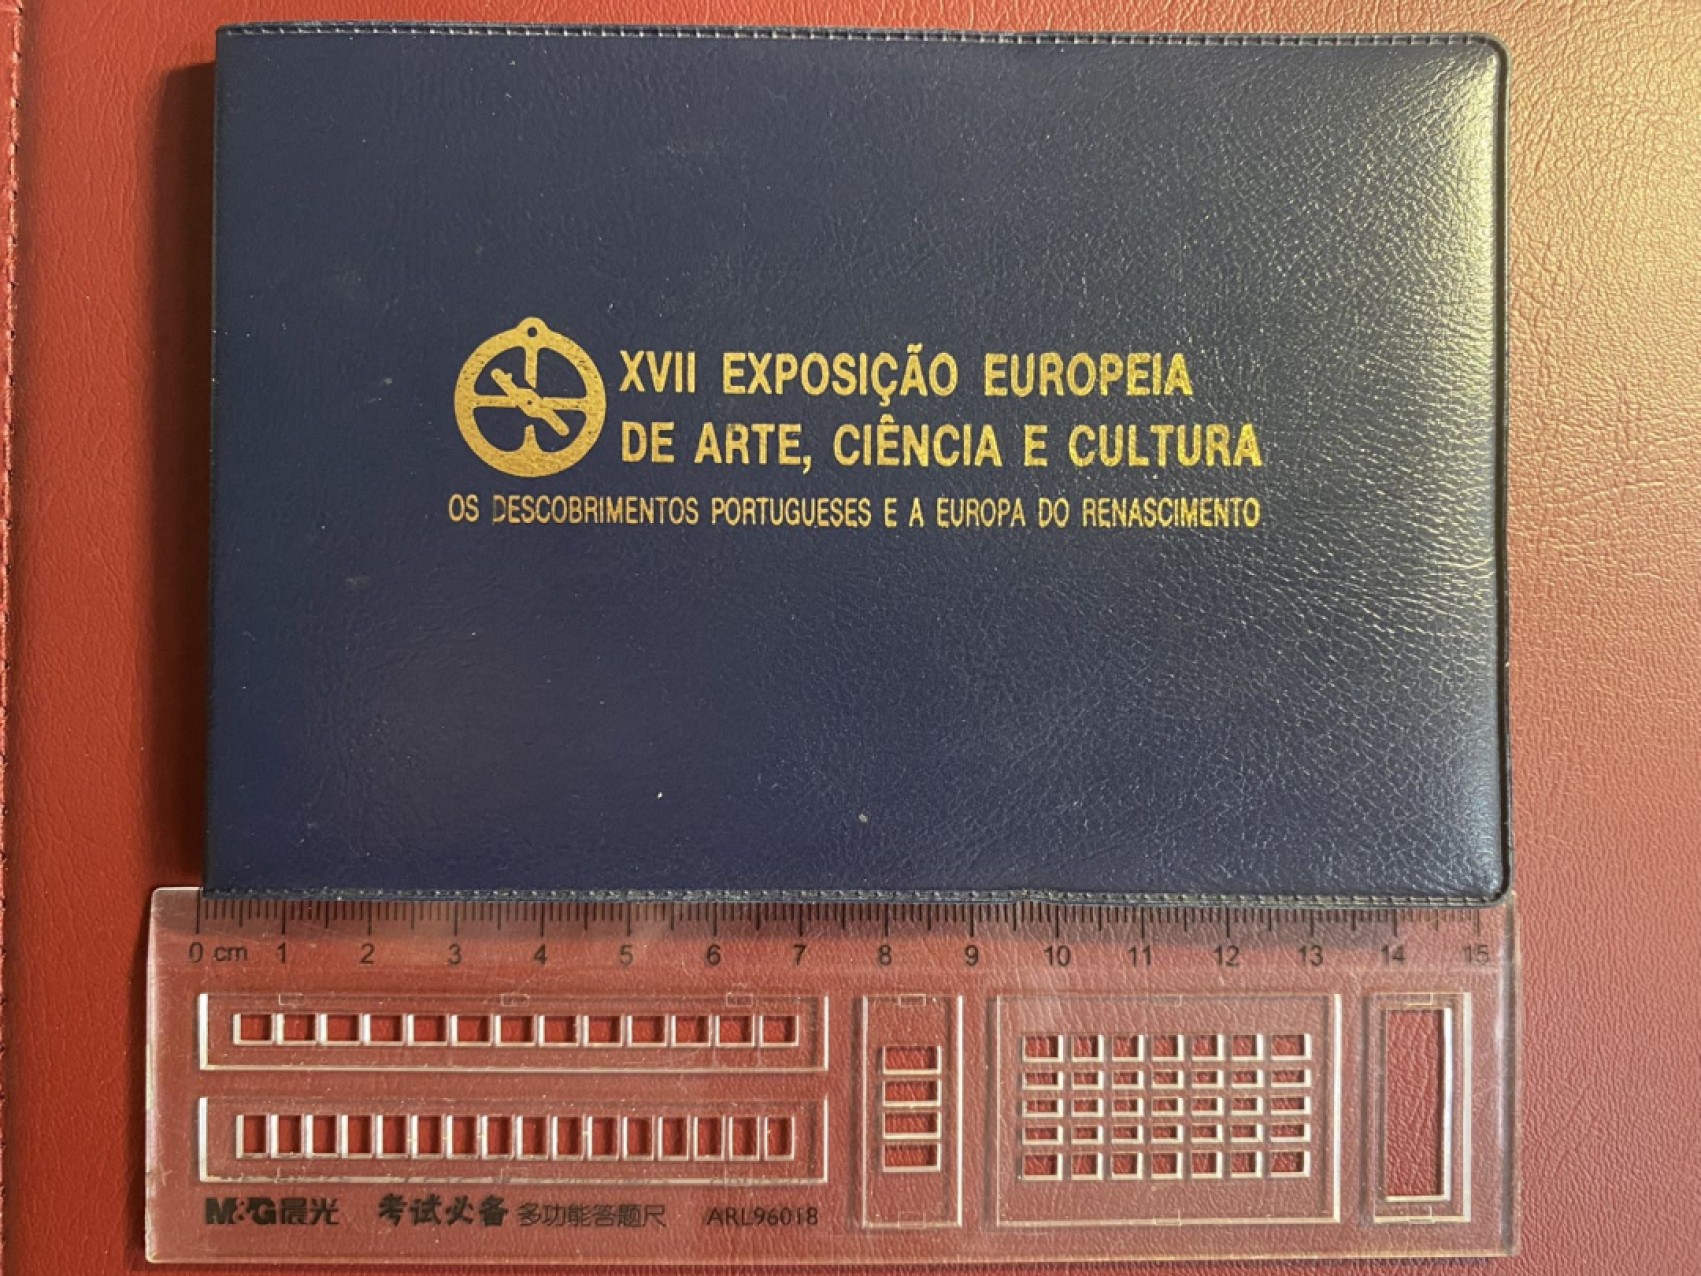 XVII EXPOSIÇÃO EUROPEIA
DE ARTE, CIÊNCIA E CULTURA
OS DESCOBRIMENTOS PORTUGUESES E A EUROPA DO RENASCIMENTO
0 cm 1 2 3 4 5 6 7 8 9 10 11 12 13 14 15
M&G晨光 考试必备 多功能答题尺 ARL96018